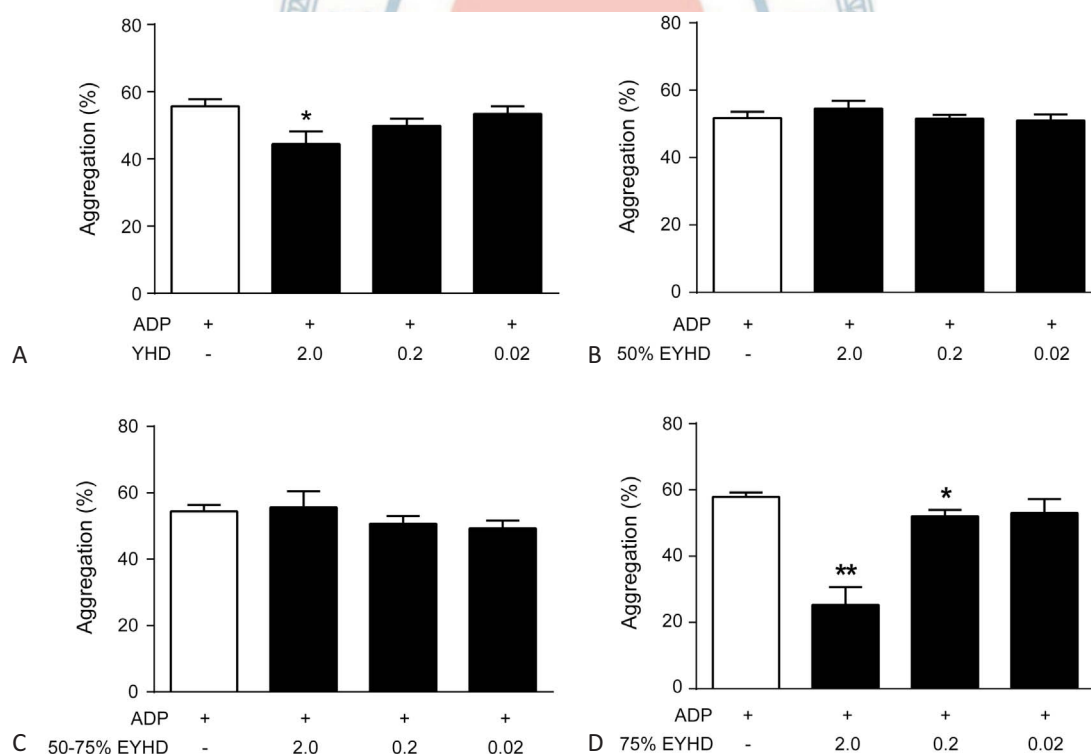 80
60
40
20
0
Aggregation (%)
*
ADP + + + +
A YHD - 2.0 0.2 0.02
80
60
40
20
0
Aggregation (%)
ADP + + + +
B 50% EYHD - 2.0 0.2 0.02
80
60
40
20
0
Aggregation (%)
ADP + + + +
C 50-75% EYHD - 2.0 0.2 0.02
80
60
40
20
0
Aggregation (%)
**
*
ADP + + + +
D 75% EYHD - 2.0 0.2 0.02